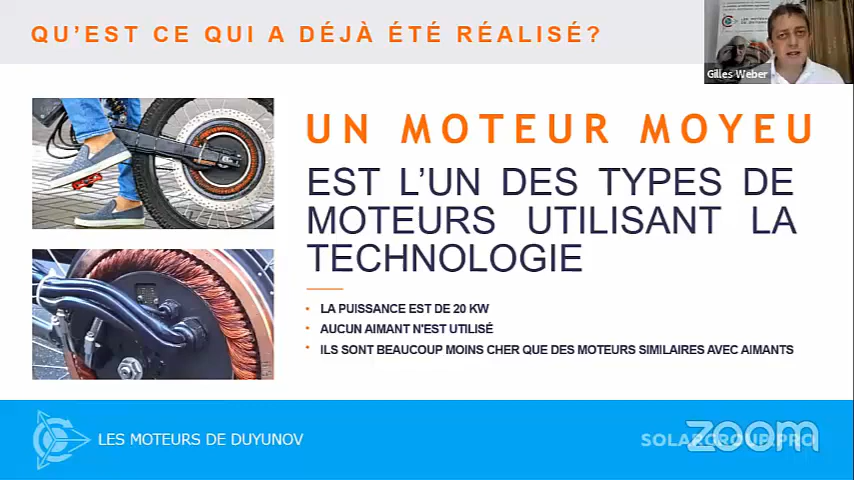 QU'EST CE QUI A DÉJÀ ÉTÉ RÉALISÉ?
Gilles Weber
UN MOTEUR MOYEU
EST L'UN DES TYPES DE
MOTEURS UTILISANT LA
TECHNOLOGIE
• LA PUISSANCE EST DE 20 KW
• AUCUN AIMANT N'EST UTILISÉ
• ILS SONT BEAUCOUP MOINS CHER QUE DES MOTEURS SIMILAIRES AVEC AIMANTS
LES MOTEURS DE DUYUNOV
SOLARGROUP.PRO
zoom